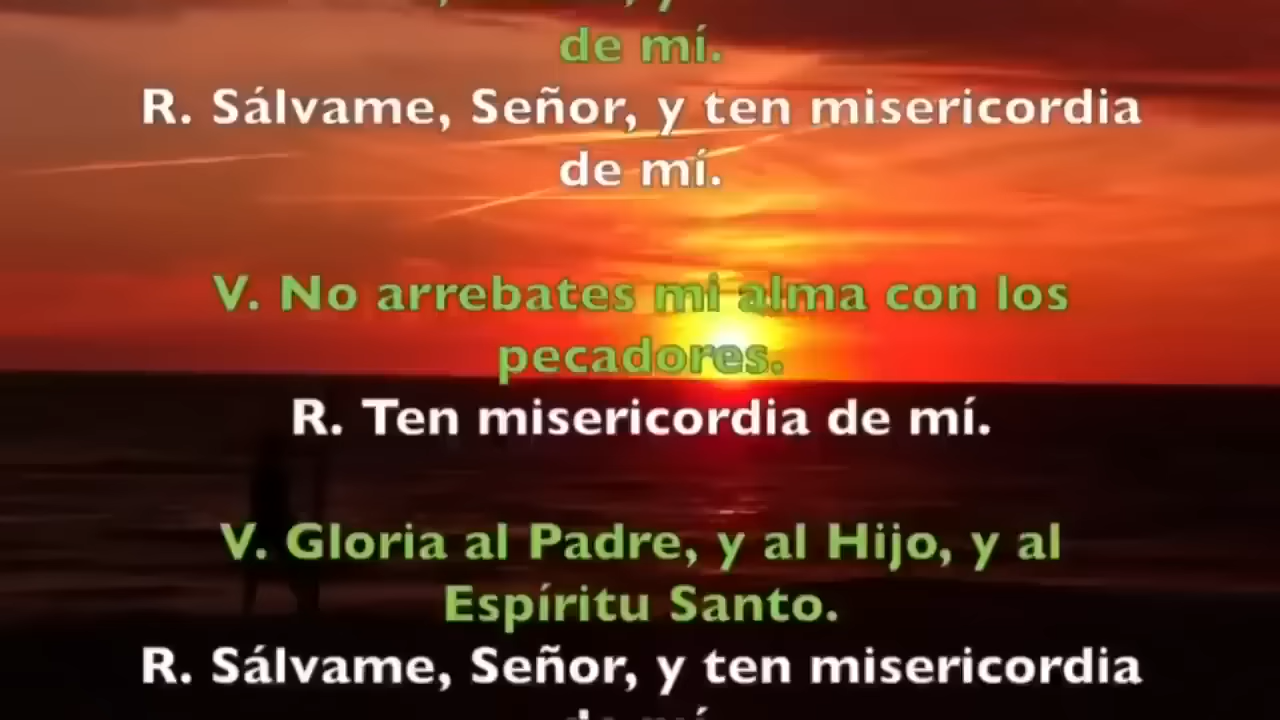 de mí.
R. Sálvame, Señor, y ten misericordia
de mí.
V. No arrebates mi alma con los
pecadores.
R. Ten misericordia de mí.
V. Gloria al Padre, y al Hijo, y al
Espíritu Santo.
R. Sálvame, Señor, y ten misericordia